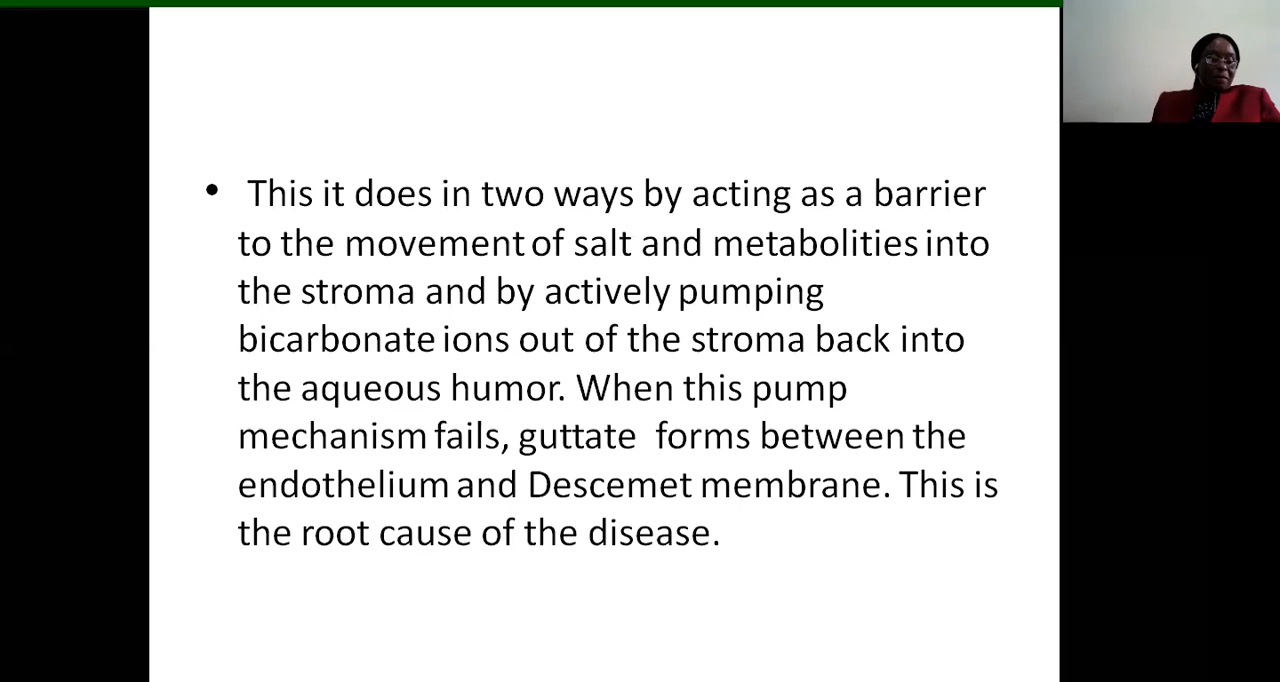 • This it does in two ways by acting as a barrier
to the movement of salt and metabolities into
the stroma and by actively pumping
bicarbonate ions out of the stroma back into
the aqueous humor. When this pump
mechanism fails, guttate forms between the
endothelium and Descemet membrane. This is
the root cause of the disease.